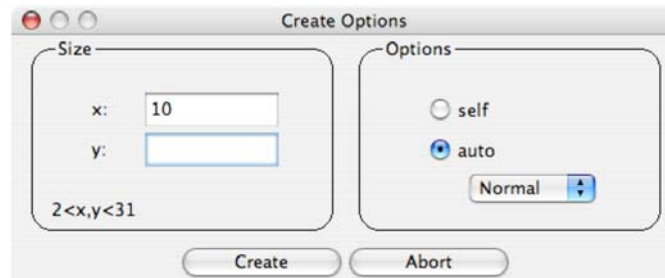 Create Options
Size
x: 10
y:
2<x,y<31
Options
self
auto
Normal
Create
Abort